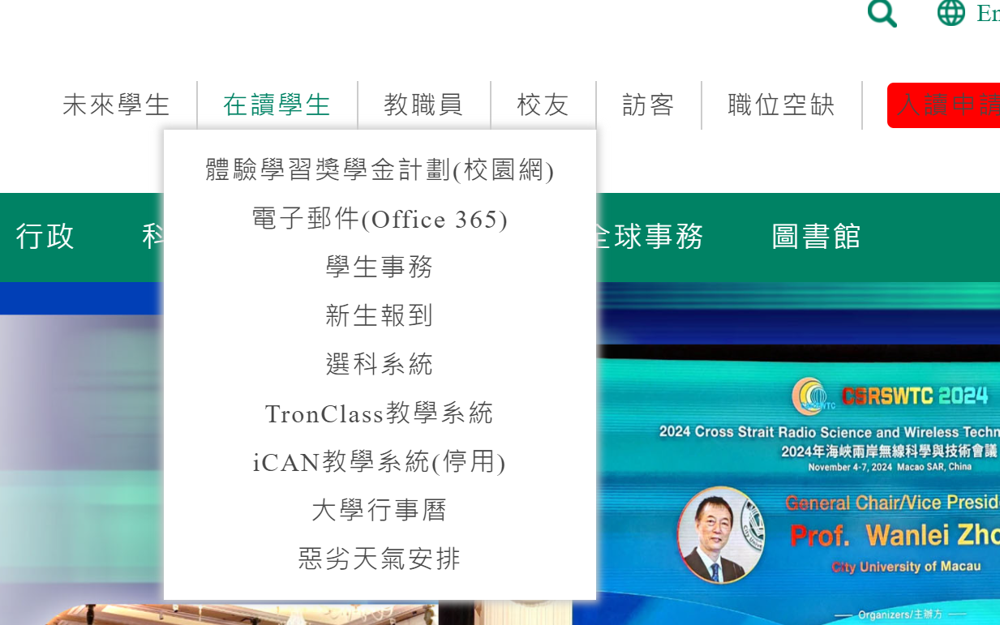 未來學生 在讀學生 教職員 校友 訪客 職位空缺 入讀申請
體驗學習獎學金計劃(校園網)
電子郵件(Office 365)
行政 全球事務 圖書館
學生事務
新生報到
選科系統
TronClass教學系統
iCAN教學系統(停用)
大學行事曆
惡劣天氣安排
CSRSWTC 2024
2024 Cross Strait Radio Science and Wireless
2024年海峽兩岸無線科學與技術會議
November 4-7, 2024 Macao SAR, China
General Chair/Vice
Prof. Wanlei
City University of Macau
Organizers/主辦方